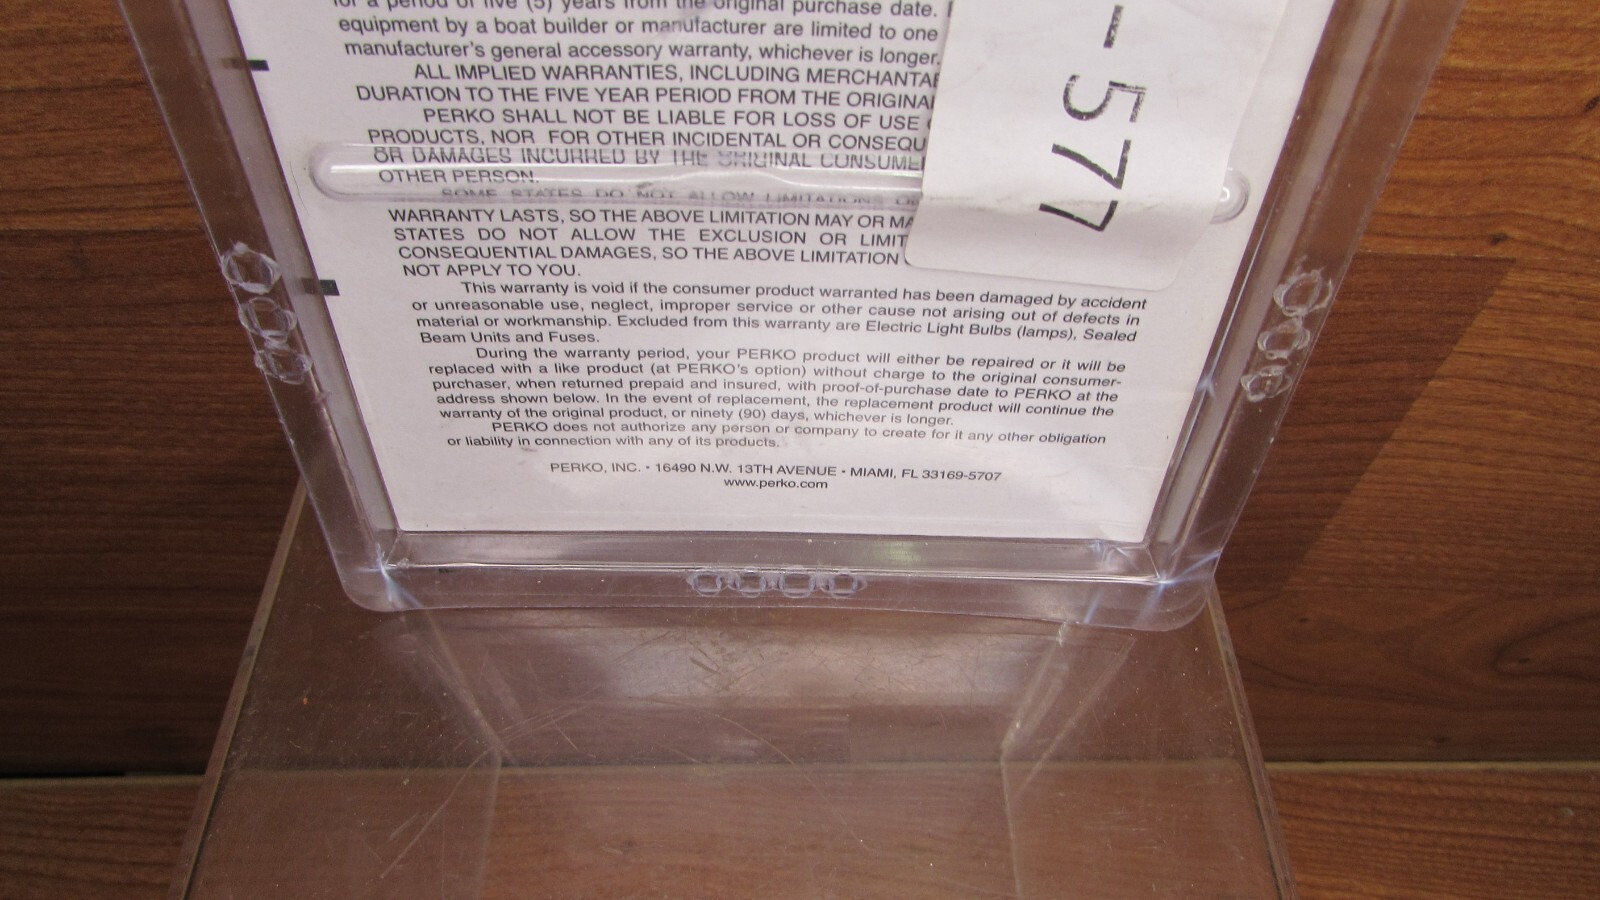 for a period of five (5) years from the original purchase date.
equipment by a boat builder or manufacturer are limited to one
manufacturer's general accessory warranty, whichever is longer.
ALL IMPLIED WARRANTIES, INCLUDING
DURATION TO THE FIVE YEAR PERIOD FROM THE
PERKO SHALL NOT BE LIABLE FOR LOSS OF USE
PRODUCTS, NOR FOR OTHER INCIDENTAL OR
OR DAMAGES INCURRED BY THE ORIGINAL
OTHER PERSON.
SOME STATES DO NOT ALLOW LIMITATIONS
WARRANTY LASTS, SO THE ABOVE LIMITATION MAY OR
STATES DO NOT ALLOW THE EXCLUSION OR
CONSEQUENTIAL DAMAGES, SO THE ABOVE LIMITATION
NOT APPLY TO YOU.
This warranty is void if the consumer product warranted has been damaged by accident
or unreasonable use, neglect, improper service or other cause not arising out of defects in
material or workmanship. Excluded from this warranty are Electric Light Bulbs (lamps), Sealed
Beam Units and Fuses.
During the warranty period, your PERKO product will either be repaired or it will be
replaced with a like product (at PERKO's option) without charge to the original consumer-
purchaser, when returned prepaid and insured, with proof-of-purchase date to PERKO at the
address shown below. In the event of replacement, the replacement product will continue the
warranty of the original product, or ninety (90) days, whichever is longer.
PERKO does not authorize any person or company to create for it any other obligation
or liability in connection with any of its products.
PERKO, INC. • 16490 N.W. 13TH AVENUE • MIAMI, FL 33169-5707
www.perko.com
-577